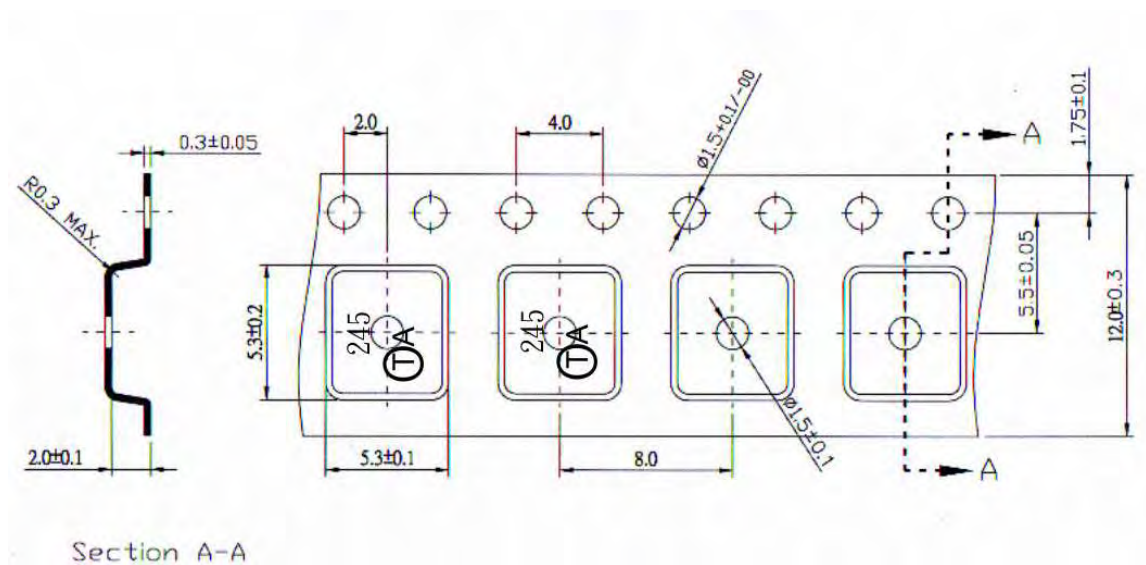 2.0
4.0
ø1.5+0.1/-00
A
1.75±0.1
0.3±0.05
R0.3 MAX.
5.5±0.05
12.0±0.3
5.3±0.2
245
ⓉA
245
ⓉA
ø1.5±0.1
2.0±0.1
5.3±0.1
8.0
A
Section A-A